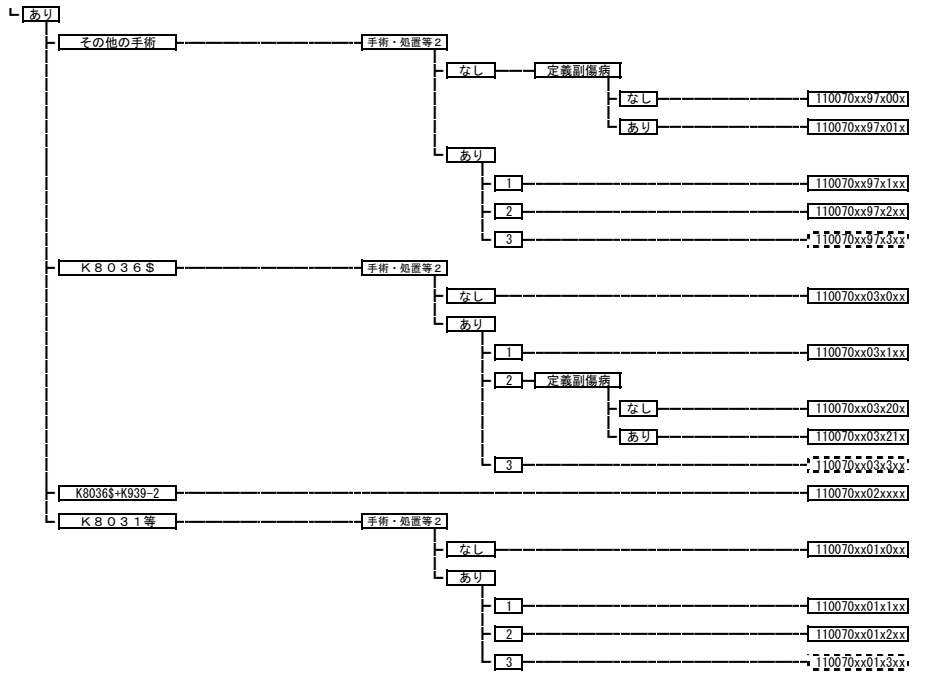 あり
その他の手術 手術・処置等2
なし 定義副傷病
なし 110070xx97x00x
あり 110070xx97x01x
あり
1 110070xx97x1xx
2 110070xx97x2xx
3 110070xx97x3xx
K8036$ 手術・処置等2
なし 110070xx03x0xx
あり
1 110070xx03x1xx
2 定義副傷病
なし 110070xx03x20x
あり 110070xx03x21x
3 110070xx03x3xx
K8036$+K939-2 110070xx02xxxx
K8031等 手術・処置等2
なし 110070xx01x0xx
あり
1 110070xx01x1xx
2 110070xx01x2xx
3 110070xx01x3xx